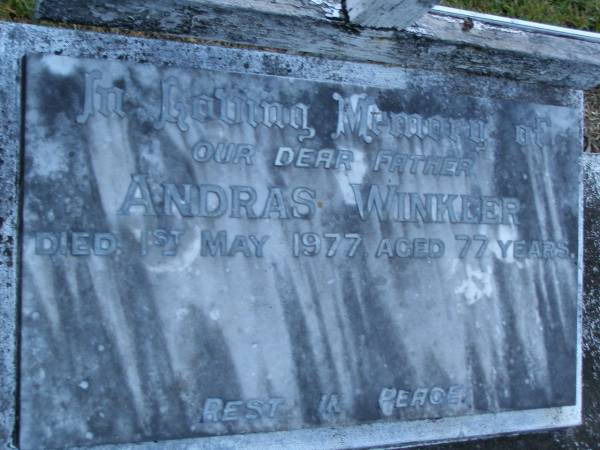 In Loving Memory of
OUR DEAR FATHER
ANDRAS WINKLER
DIED 1ST MAY 1977 AGED 77 YEARS.
REST IN PEACE